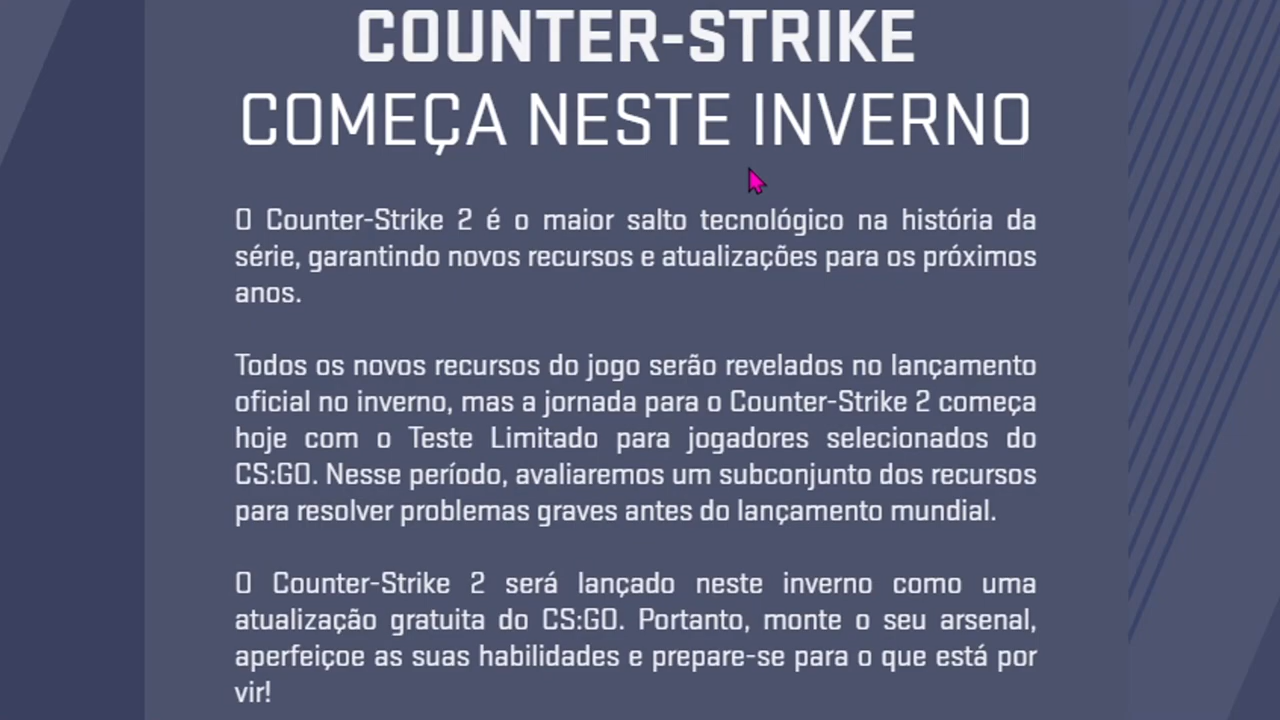 COUNTER-STRIKE
COMEÇA NESTE INVERNO
O Counter-Strike 2 é o maior salto tecnológico na história da
série, garantindo novos recursos e atualizações para os próximos
anos.
Todos os novos recursos do jogo serão revelados no lançamento
oficial no inverno, mas a jornada para o Counter-Strike 2 começa
hoje com o Teste Limitado para jogadores selecionados do
CS:GO. Nesse período, avaliaremos um subconjunto dos recursos
para resolver problemas graves antes do lançamento mundial.
O Counter-Strike 2 será lançado neste inverno como uma
atualização gratuita do CS:GO. Portanto, monte o seu arsenal,
aperfeiçoe as suas habilidades e prepare-se para o que está por
vir!